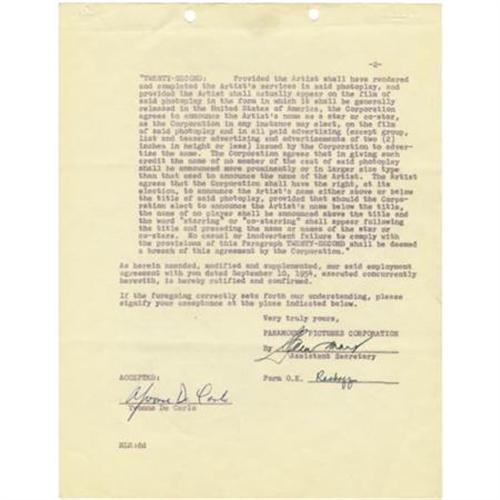 -2-
"TWENTY-SECOND: Provided the Artist shall have rendered
and completed the Artist's services in said photoplay, and
provided the Artist shall actually appear on the film of
said photoplay in the form in which it shall be generally
released in the United States of America, the Corporation
agrees to announce the Artist's name as a star or co-star,
as the Corporation in any instance may elect, on the film
of said photoplay and in all paid advertising (except group,
list and teaser advertising and advertisements of two (2)
inches in height or less) issued by the Corporation to adver-
tise the same. The Corporation agrees that in giving such
credit the name of no member of the cast of said photoplay
shall be announced more prominently or in larger size type
than that used to announce the name of the Artist. The Artist
agrees that the Corporation shall have the right, at its
election, to announce the Artist's name either above or below
the title of said photoplay, provided that should the Corpo-
ration elect to announce the Artist's name below the title,
the name of no player shall be announced above the title and
the word "starring" or "co-starring" shall appear following
the title and preceding the name or names of the star or
co-stars. No casual or inadvertent failure to comply with
the provisions of this Paragraph TWENTY-SECOND shall be deemed
a breach of this agreement by the Corporation."
As herein amended, modified and supplemented, our said employment
agreement with you dated September 10, 1954, executed concurrently
herewith, is hereby ratified and confirmed.
If the foregoing correctly sets forth our understanding, please
signify your acceptance at the place indicated below.
Very truly yours,
PARAMOUNT PICTURES CORPORATION
By
Assistant Secretary
ACCEPTED:
Form O.K.
Yvonne De Carlo
Yvonne De Carlo